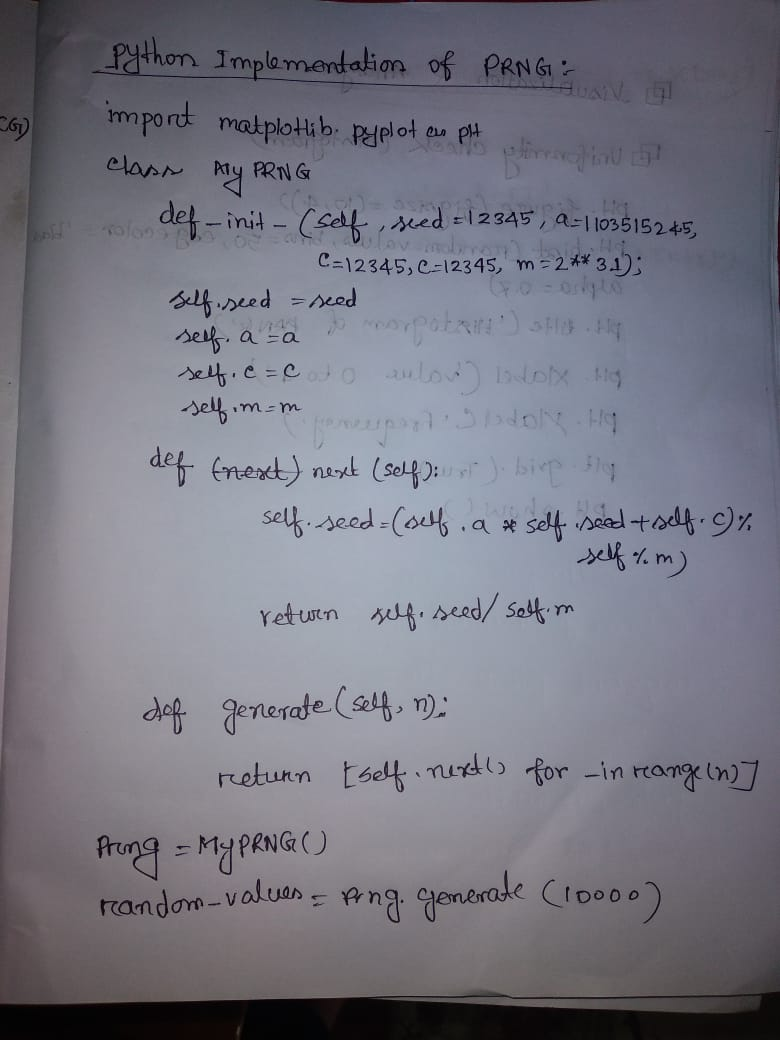 Python Implementation of PRNG :-
CG)
import matplotlib. pyplot as plt
class My PRNG
def _init_ (self, seed =12345, a=1103515245,
C=12345, C=12345, m=2**31);
self.seed = seed
self. a =a
self. c = c
self.m=m
def (next) next (self):
self. seed=(self . a * self .seed + self. c)%
self % m)
return self. seed/ self.m
def generate (self, n):
return [self.next() for _in range(n)]
Prng = MyPRNG()
random_values = Prng. generate (10000)